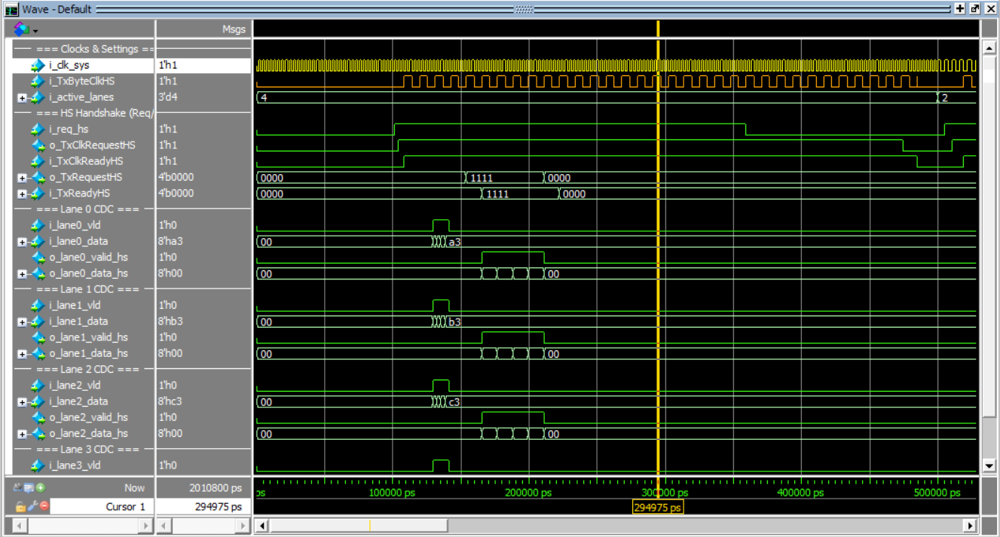 Wave - Default
Msgs
=== Clocks & Settings ==
i_clk_sys 1'h1
i_TxByteClkHS 1'h1
i_active_lanes 3'd4 4 2
=== HS Handshake (Req/
i_req_hs 1'h1
o_TxClkRequestHS 1'h1
i_TxClkReadyHS 1'h1
o_TxRequestHS 4'b0000 0000 1111 0000
i_TxReadyHS 4'b0000 0000 1111 0000
=== Lane 0 CDC ===
i_lane0_vld 1'h0
i_lane0_data 8'ha3 00 a3
o_lane0_valid_hs 1'h0
o_lane0_data_hs 8'h00 00 00
=== Lane 1 CDC ===
i_lane1_vld 1'h0
i_lane1_data 8'hb3 00 b3
o_lane1_valid_hs 1'h0
o_lane1_data_hs 8'h00 00 00
=== Lane 2 CDC ===
i_lane2_vld 1'h0
i_lane2_data 8'hc3 00 c3
o_lane2_valid_hs 1'h0
o_lane2_data_hs 8'h00 00 00
=== Lane 3 CDC ===
i_lane3_vld 1'h0
Now 2010800 ps ps 100000 ps 200000 ps 300000 ps 400000 ps 500000 ps
Cursor 1 294975 ps 294975 ps